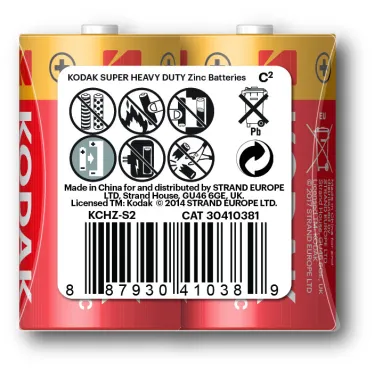 KODAK SUPER HEAVY DUTY Zinc Batteries C2
Pb
Made in China for and distributed by STRAND EUROPE
LTD, Strand House, GU46 6GE, UK.
Licensed TM: Kodak © 2014 STRAND EUROPE LTD.
KCHZ-S2 CAT 30410381
8 87930 41038 9
KODAK
C
C